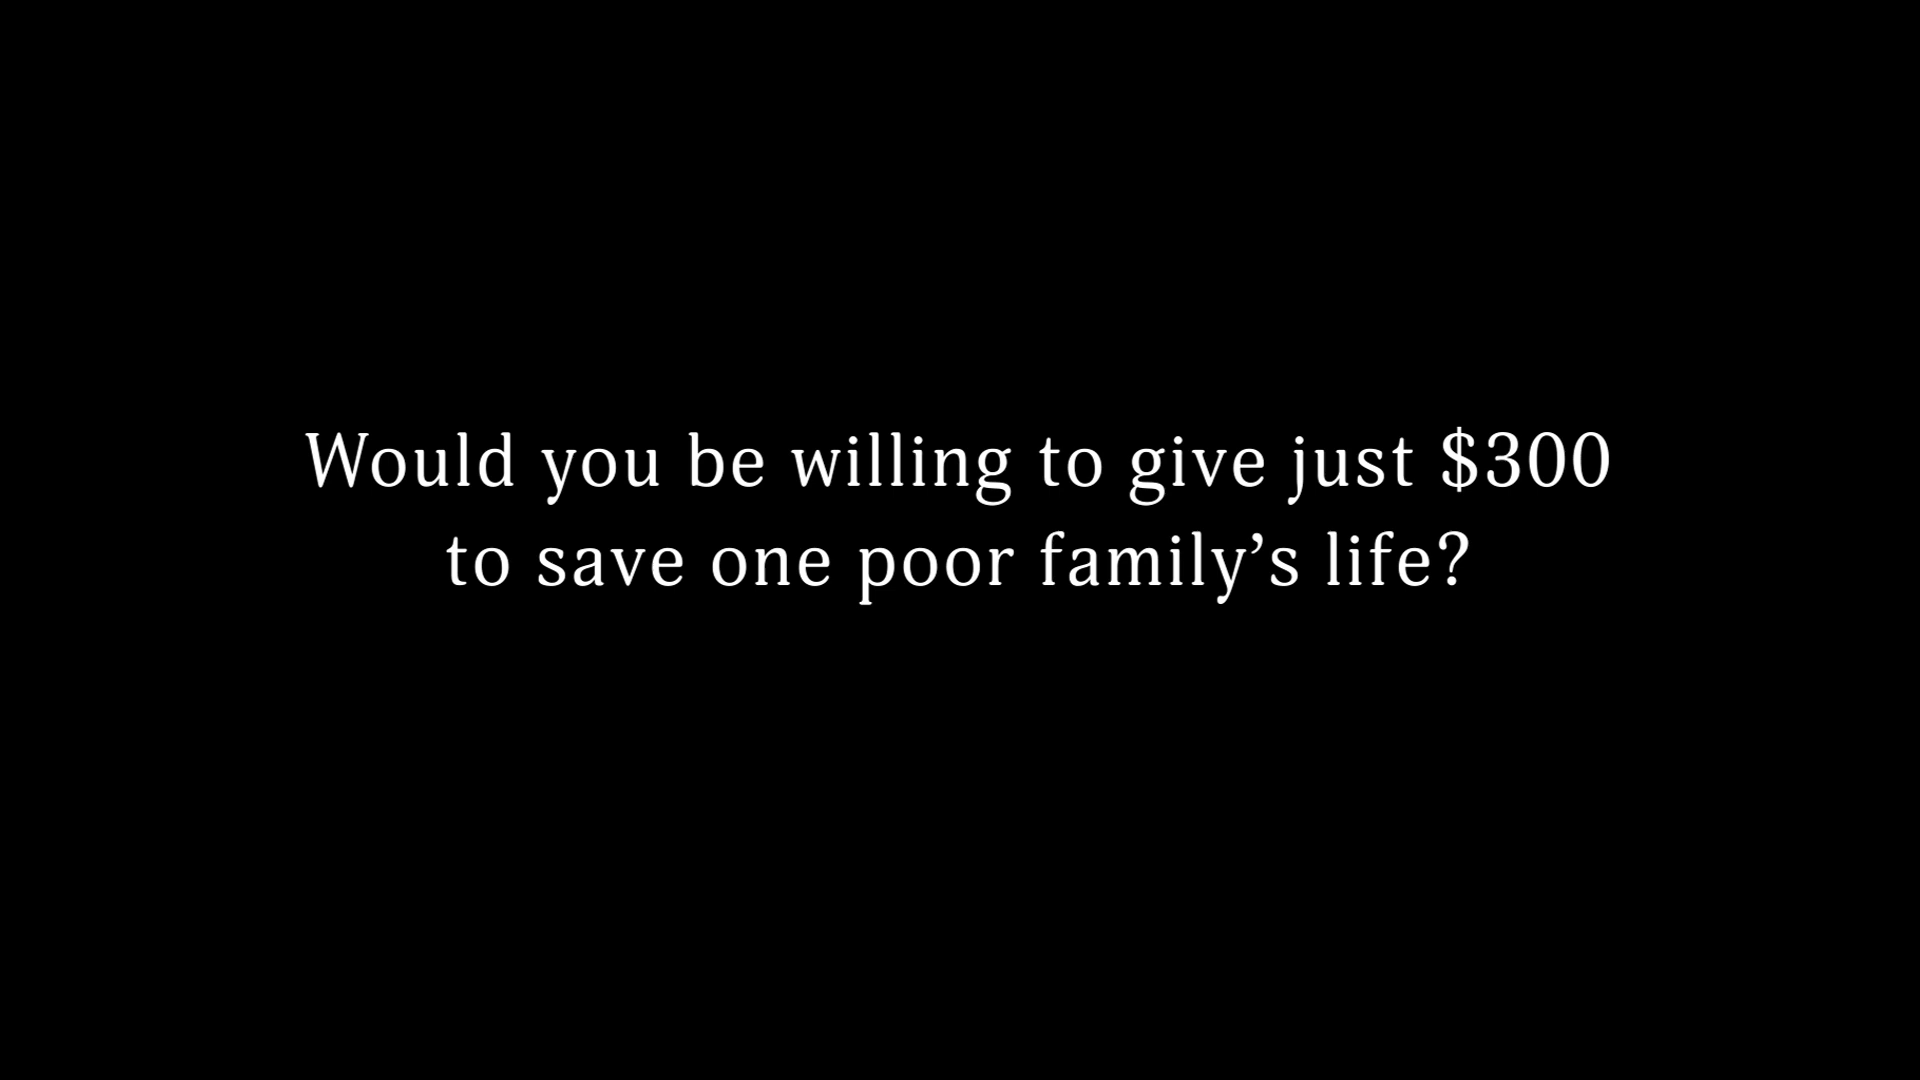 Would you be willing to give just $300
to save one poor family’s life?